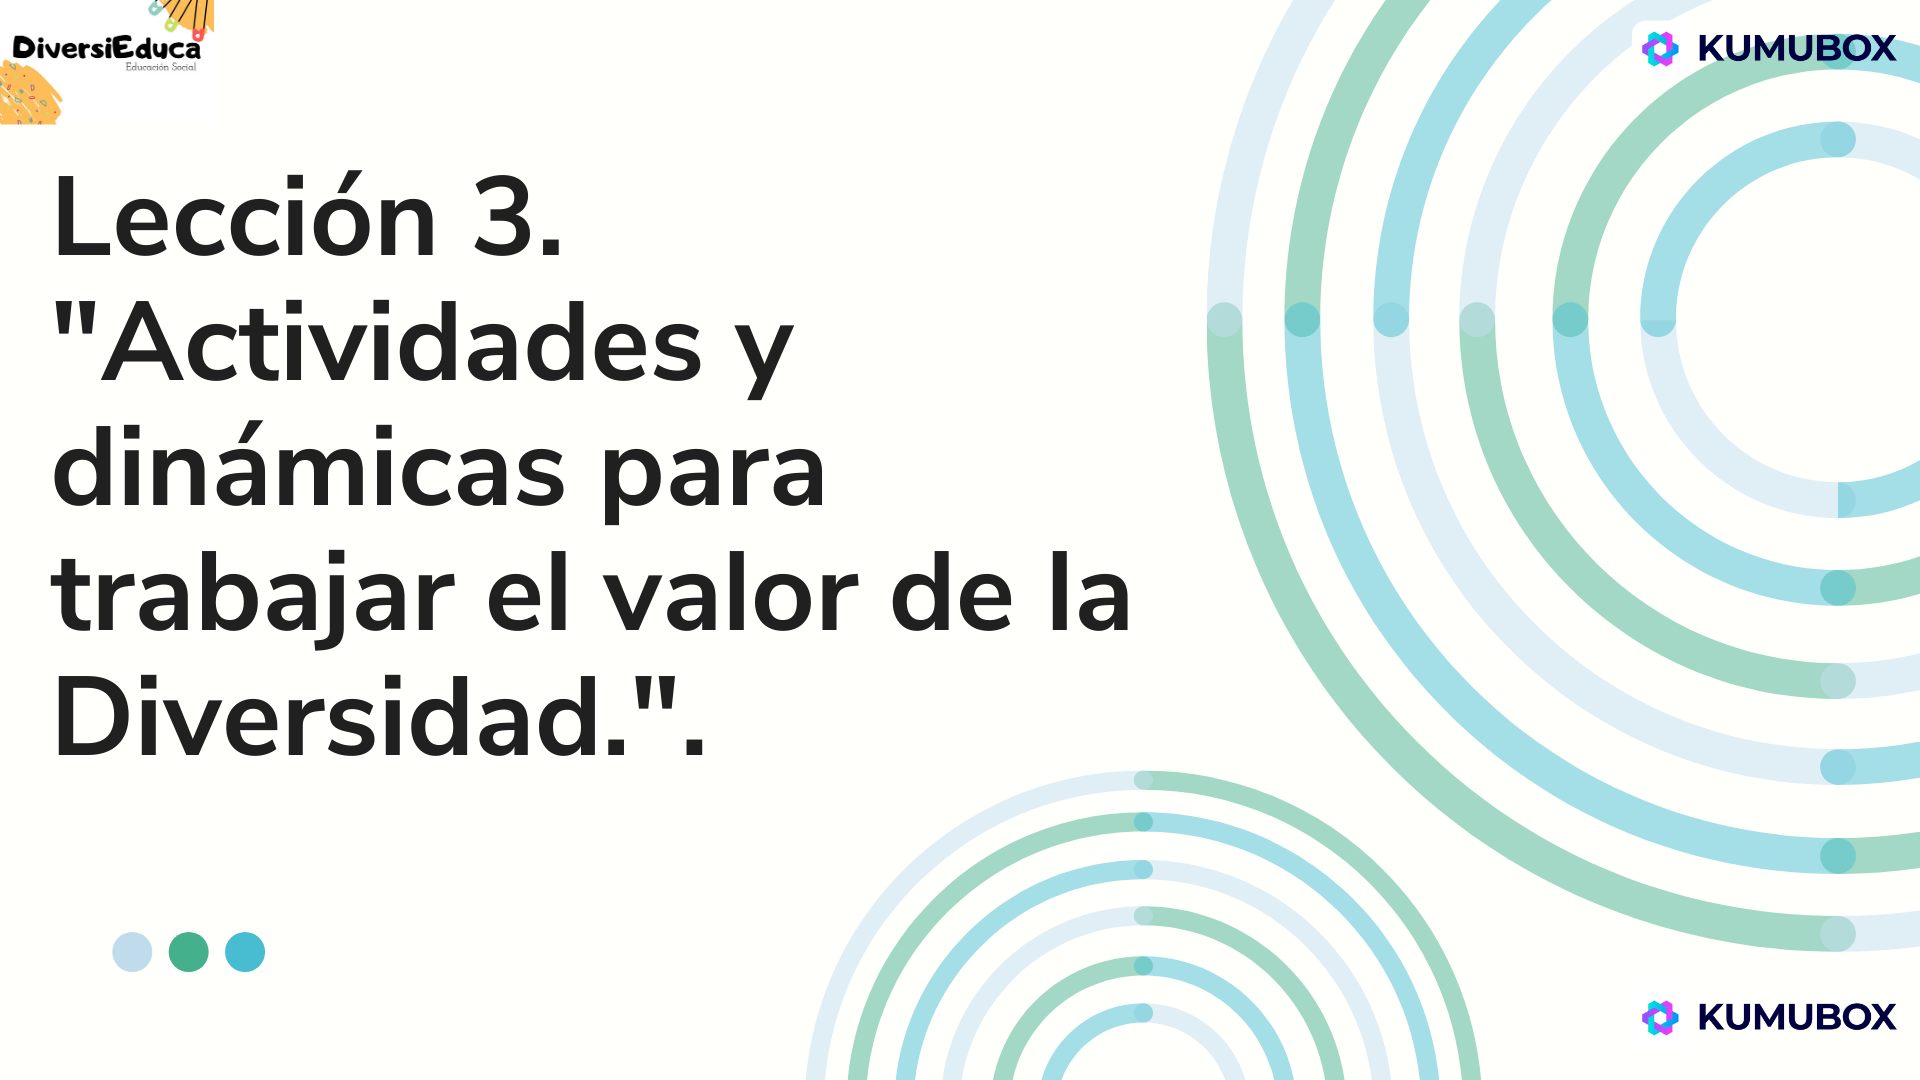 DiversiEduca
Educación Social
KUMUBOX
Lección 3.
"Actividades y
dinámicas para
trabajar el valor de la
Diversidad.".
KUMUBOX